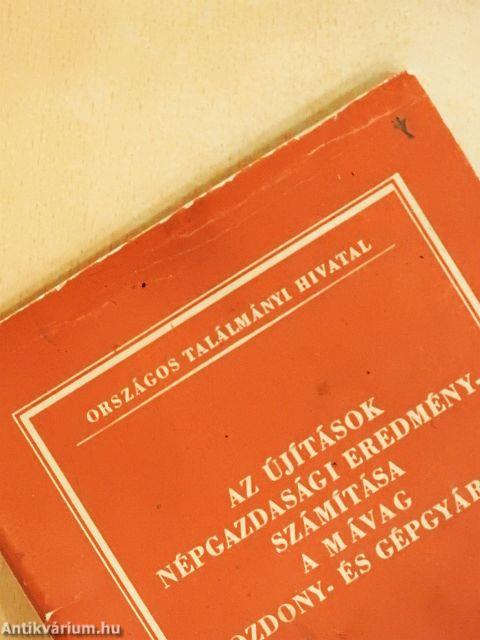 ORSZÁGOS TALÁLMÁNYI HIVATAL
AZ ÚJÍTÁSOK
NÉPGAZDASÁGI EREDMÉNY-
SZÁMÍTÁSA
A MÁVAG
OZDONY- ÉS GÉPGYÁR
Antikvárium.hu